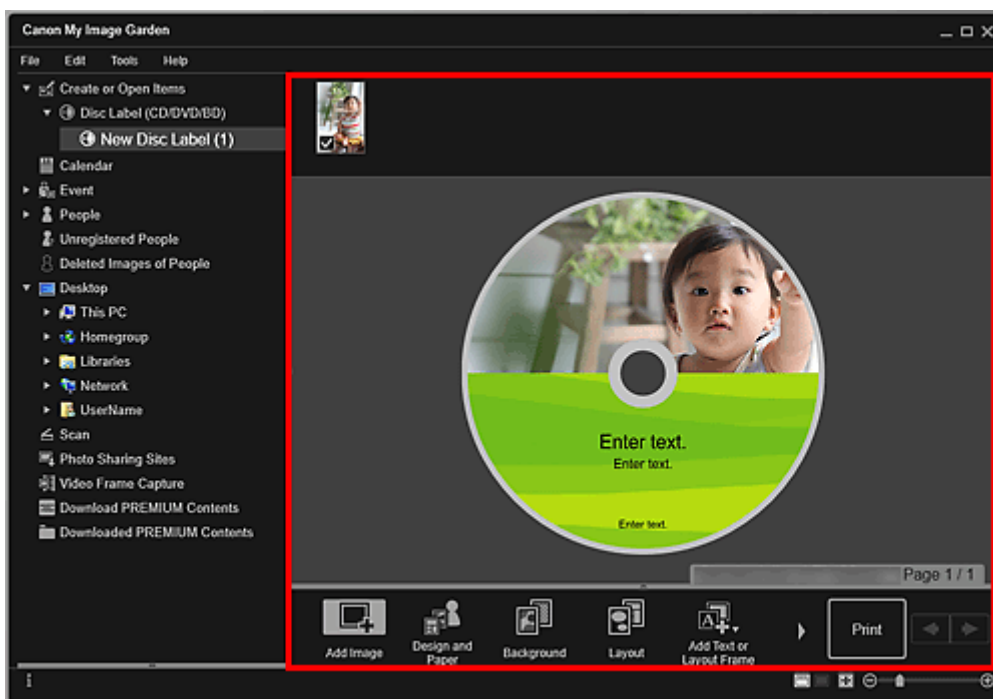 Canon My Image Garden
File Edit Tools Help
Create or Open Items
Disc Label (CD/DVD/BD)
New Disc Label (1)
Calendar
Event
People
Unregistered People
Deleted Images of People
Desktop
This PC
Homegroup
Libraries
Network
UserName
Scan
Photo Sharing Sites
Video Frame Capture
Download PREMIUM Contents
Downloaded PREMIUM Contents
Enter text.
Enter text.
Enter text.
Page 1 / 1
Add Image
Design and
Paper
Background
Layout
Add Text or
Layout Frame
Print